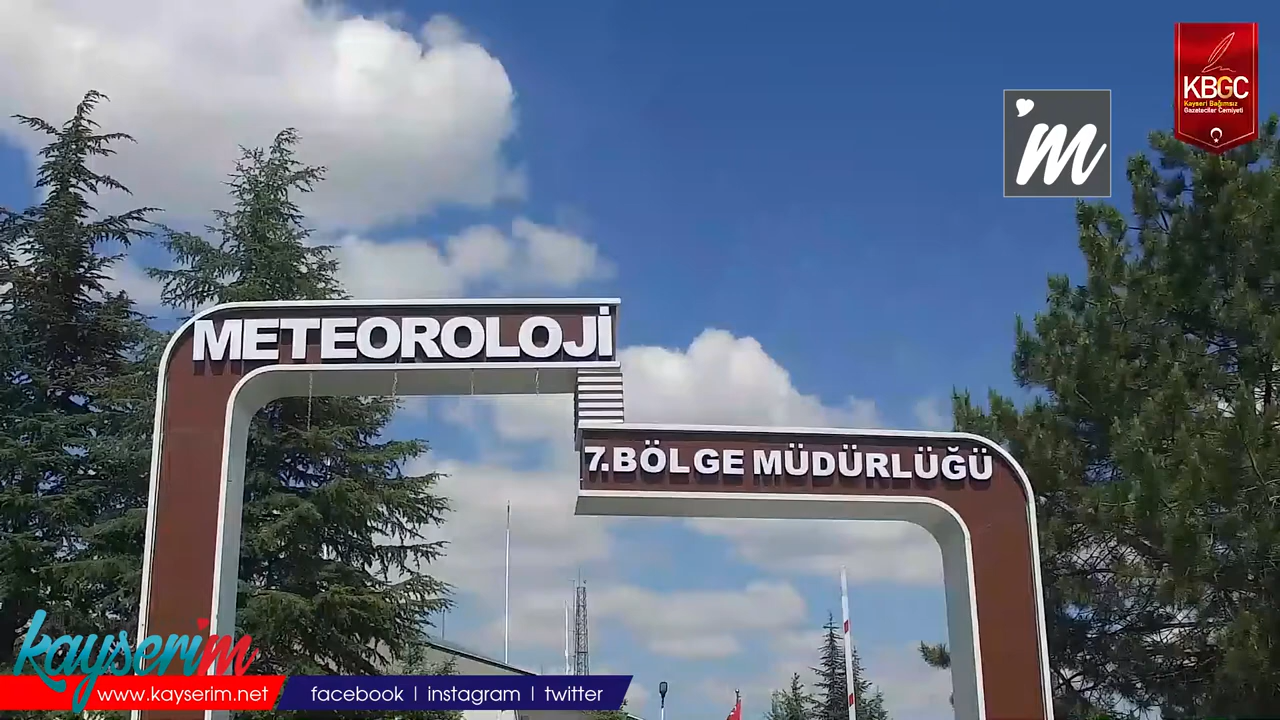 KBGC
Kayseri Bağımsız
Gazeteciler Cemiyeti
'm
METEOROLOJİ
7.BÖLGE MÜDÜRLÜĞÜ
kayserim
www.kayserim.net
facebook | instagram | twitter